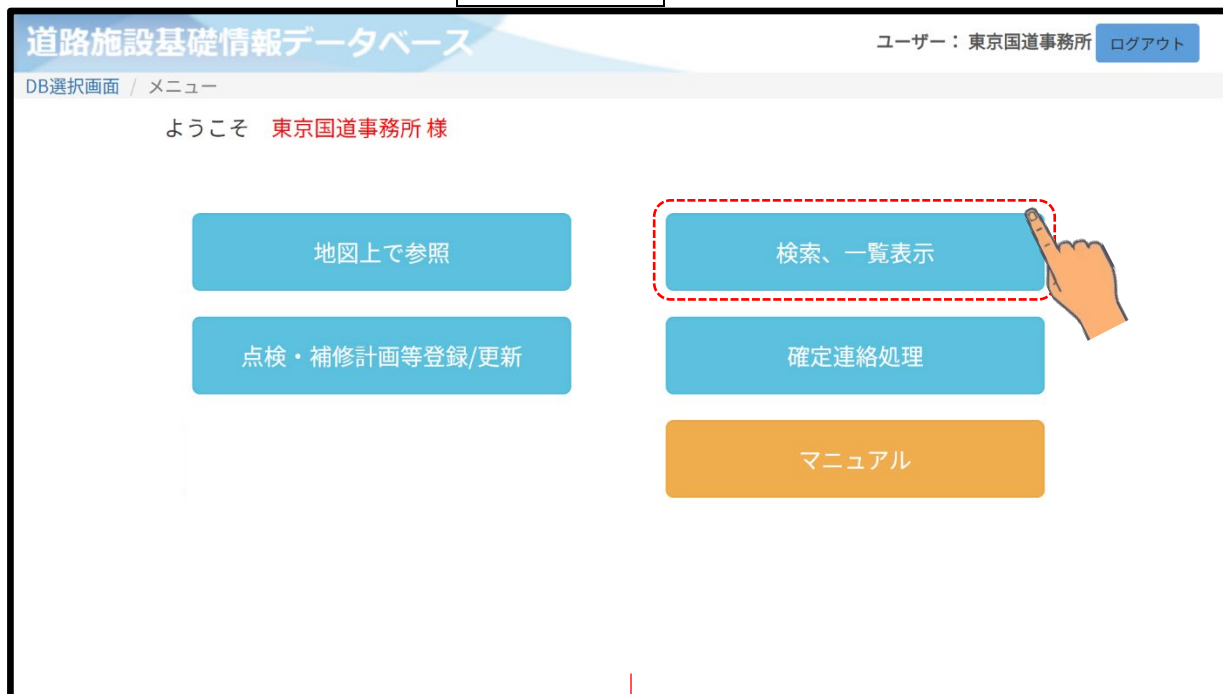 道路施設基礎情報データベース
ユーザー： 東京国道事務所 ログアウト
DB選択画面 / メニュー
ようこそ 東京国道事務所 様
地図上で参照
検索、一覧表示
点検・補修計画等登録/更新
確定連絡処理
マニュアル